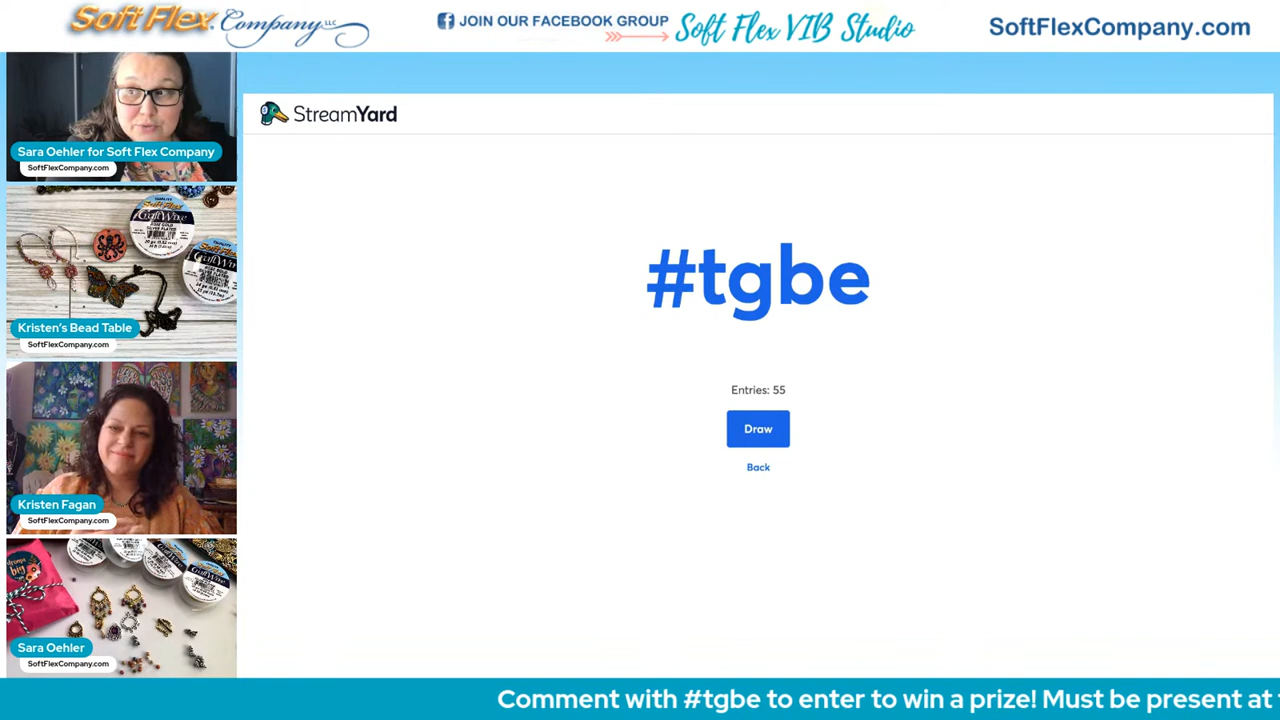 Soft Flex Company LLC
JOIN OUR FACEBOOK GROUP
Soft Flex VIB Studio
SoftFlexCompany.com
StreamYard
Sara Oehler for Soft Flex Company
SoftFlexCompany.com
CraftWire
Kristen's Bead Table
SoftFlexCompany.com
#tgbe
Entries: 55
Draw
Back
Kristen Fagan
SoftFlexCompany.com
big
Sara Oehler
SoftFlexCompany.com
Comment with #tgbe to enter to win a prize! Must be present at